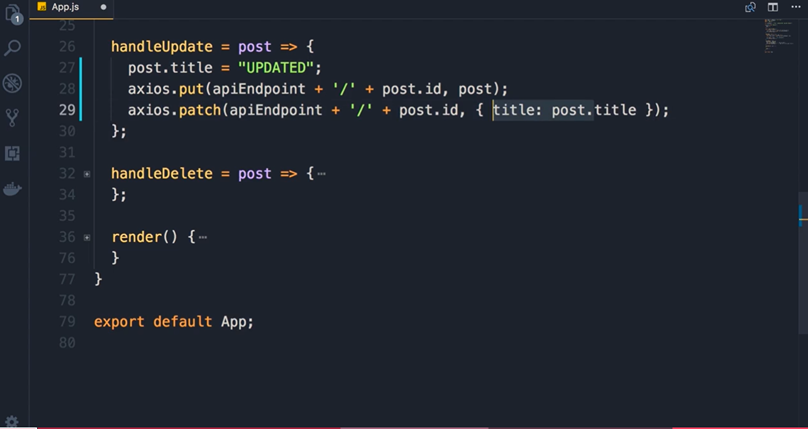 App.js
1
25
26 handleUpdate = post => {
27 post.title = "UPDATED";
28 axios.put(apiEndpoint + '/' + post.id, post);
29 axios.patch(apiEndpoint + '/' + post.id, { title: post.title });
30 };
31
32 handleDelete = post => {⋯
34 };
35
36 render() {⋯
76 }
77 }
78
79 export default App;
80